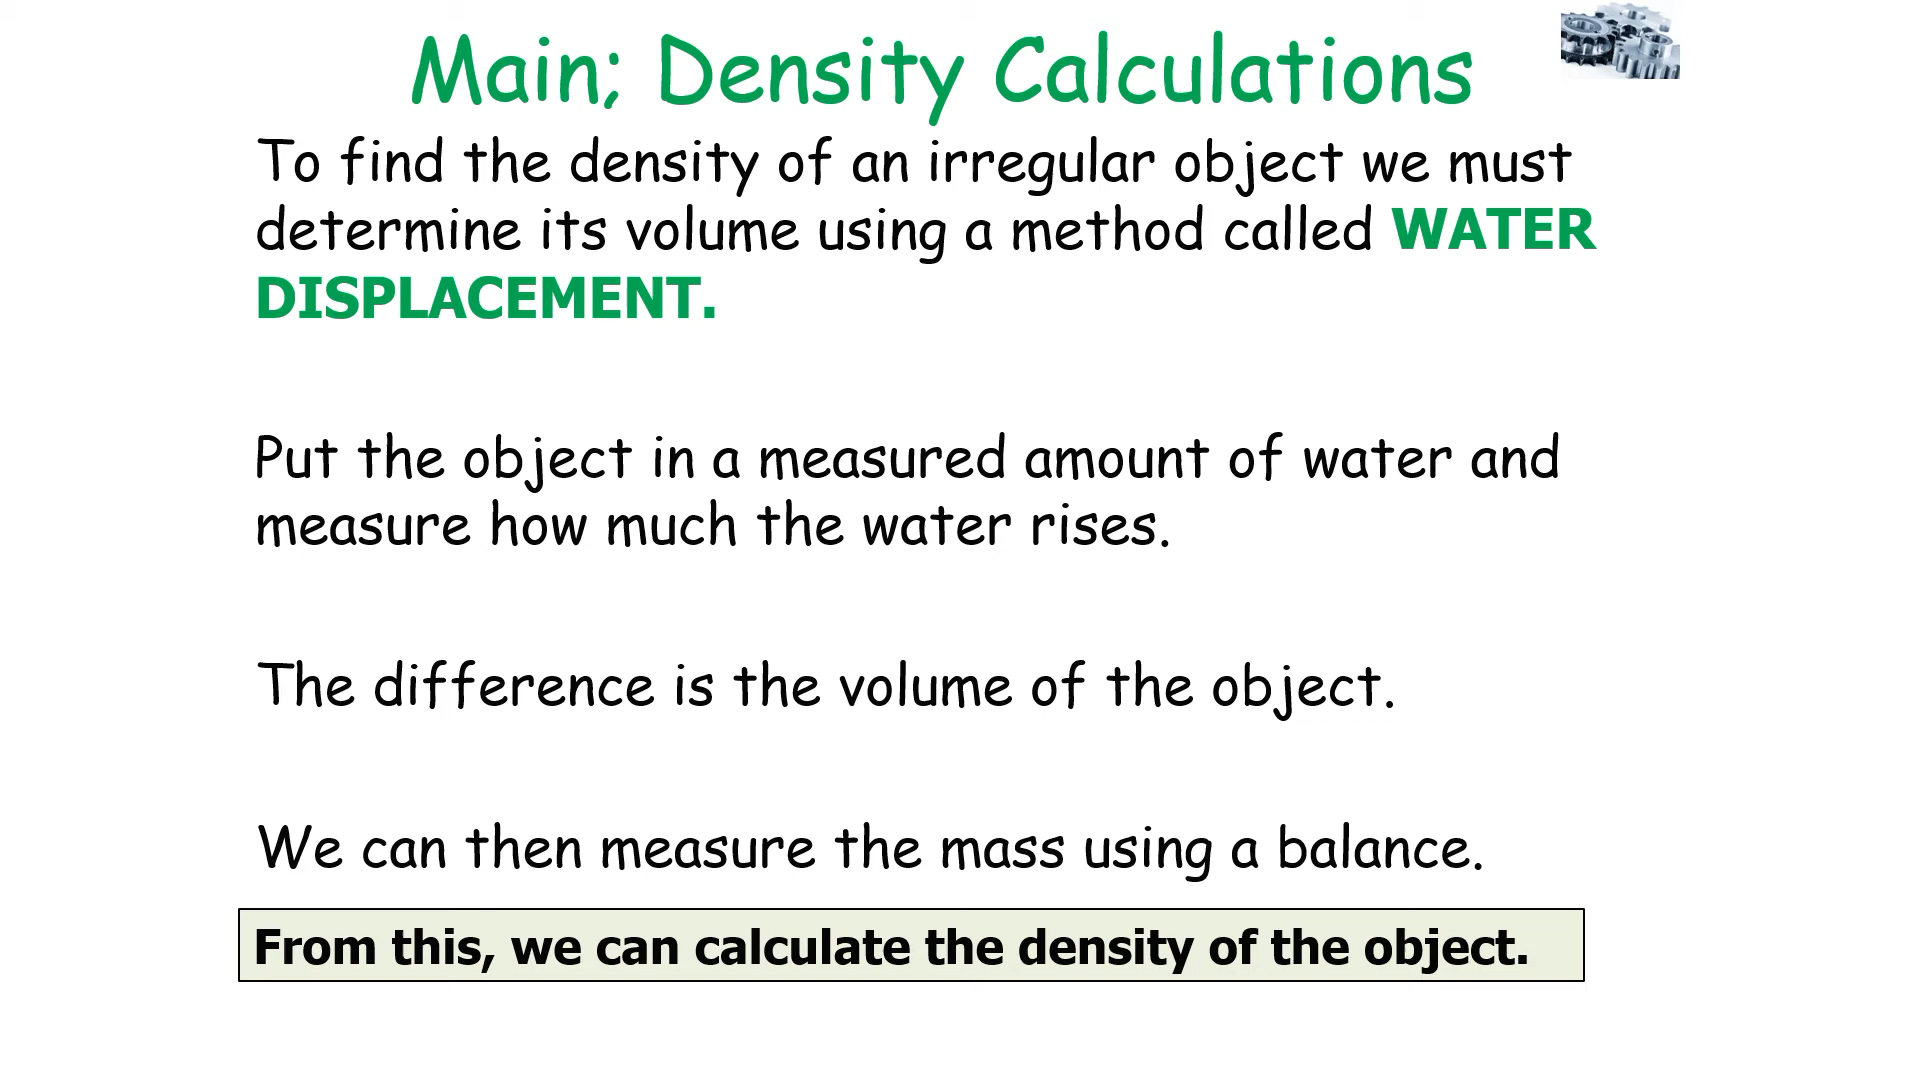 Main; Density Calculations
To find the density of an irregular object we must
determine its volume using a method called WATER
DISPLACEMENT.
Put the object in a measured amount of water and
measure how much the water rises.
The difference is the volume of the object.
We can then measure the mass using a balance.
From this, we can calculate the density of the object.